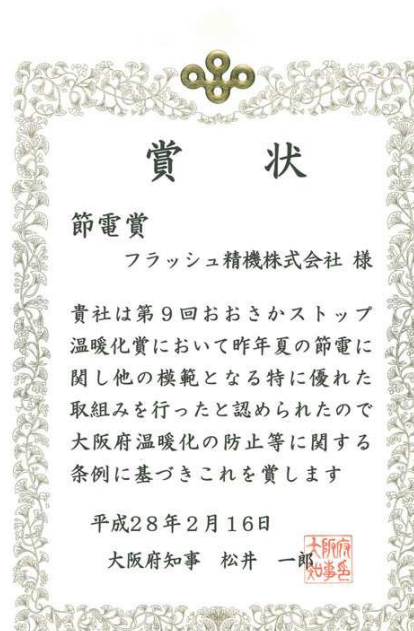 賞状
節電賞
フラッシュ精機株式会社 様
貴社は第9回おおさかストップ
温暖化賞において昨年夏の節電に
関し他の模範となる特に優れた
取組みを行ったと認められたので
大阪府温暖化の防止等に関する
条例に基づきこれを賞します
平成28年2月16日
大阪府知事 松井 一郎
大阪府
知事印